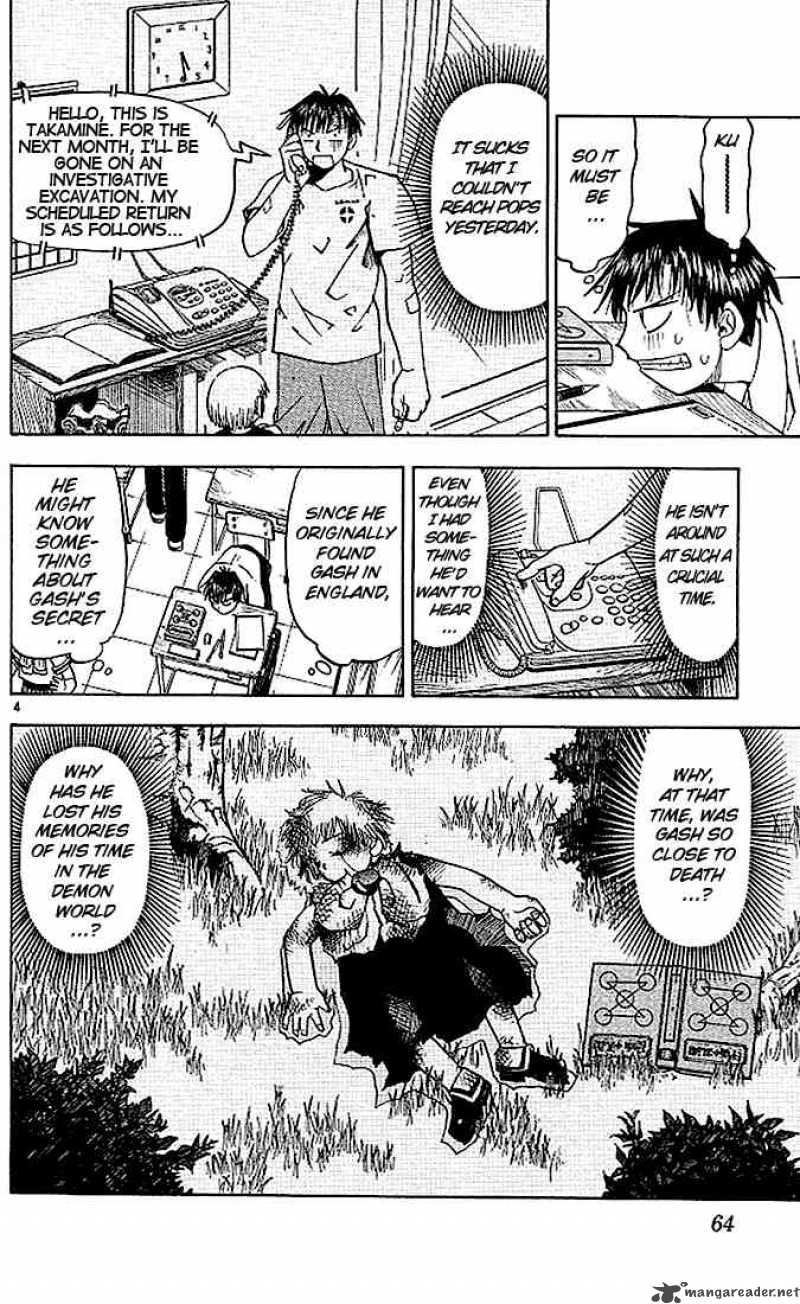 KU
SO IT
MUST
BE
...
IT SUCKS
THAT I
COULDN'T
REACH POPS
YESTERDAY.
HELLO, THIS IS
TAKAMINE. FOR THE
NEXT MONTH, I'LL BE
GONE ON AN
INVESTIGATIVE
EXCAVATION. MY
SCHEDULED RETURN
IS AS FOLLOWS...
HE ISN'T
AROUND
AT SUCH A
CRUCIAL
TIME.
EVEN
THOUGH
I HAD
SOME-
THING
HE'D
WANT TO
HEAR
...
SINCE HE
ORIGINALLY
FOUND
GASH IN
ENGLAND,
HE
MIGHT
KNOW
SOME-
THING
ABOUT
GASH'S
SECRET
...
4
WHY,
AT THAT
TIME, WAS
GASH SO
CLOSE TO
DEATH
...?
WHY
HAS HE
LOST HIS
MEMORIES
OF HIS TIME
IN THE
DEMON
WORLD
...?
64
mangareader.net